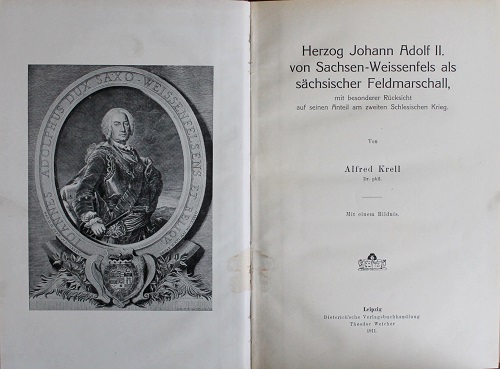 IOANNES ADOLPHUS DUX SAXO-WEISSENFELSENS ET RELIQU
Herzog Johann Adolf II.
von Sachsen-Weissenfels als
sächsischer Feldmarschall,
mit besonderer Rücksicht
auf seinen Anteil am zweiten Schlesischen Krieg.
Von
Alfred Krell
Dr. phil.
Mit einem Bildnis.
Leipzig
Dieterich'sche Verlagsbuchhandlung
Theodor Weicher
1911.